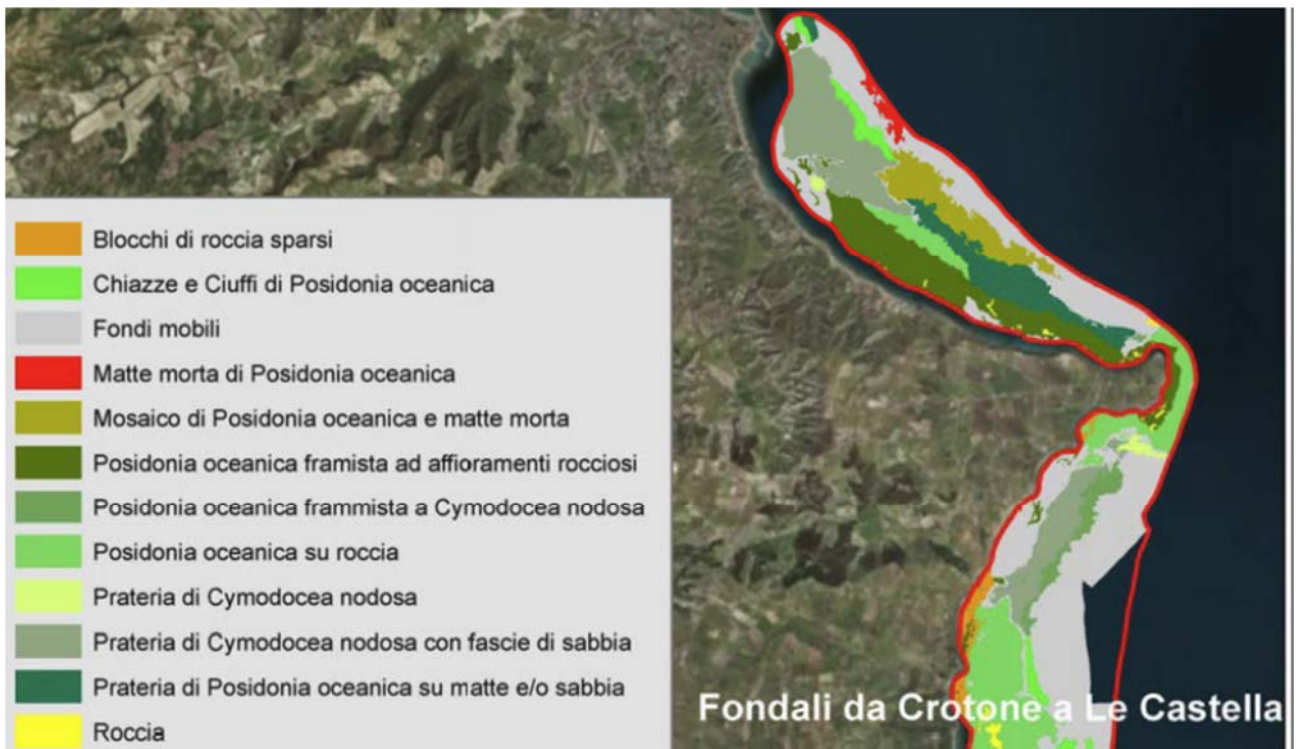 Blocchi di roccia sparsi
Chiazze e Ciuffi di Posidonia oceanica
Fondi mobili
Matte morta di Posidonia oceanica
Mosaico di Posidonia oceanica e matte morta
Posidonia oceanica framista ad affioramenti rocciosi
Posidonia oceanica frammista a Cymodocea nodosa
Posidonia oceanica su roccia
Prateria di Cymodocea nodosa
Prateria di Cymodocea nodosa con fascie di sabbia
Prateria di Posidonia oceanica su matte e/o sabbia
Roccia
Fondali da Crotone a Le Castella